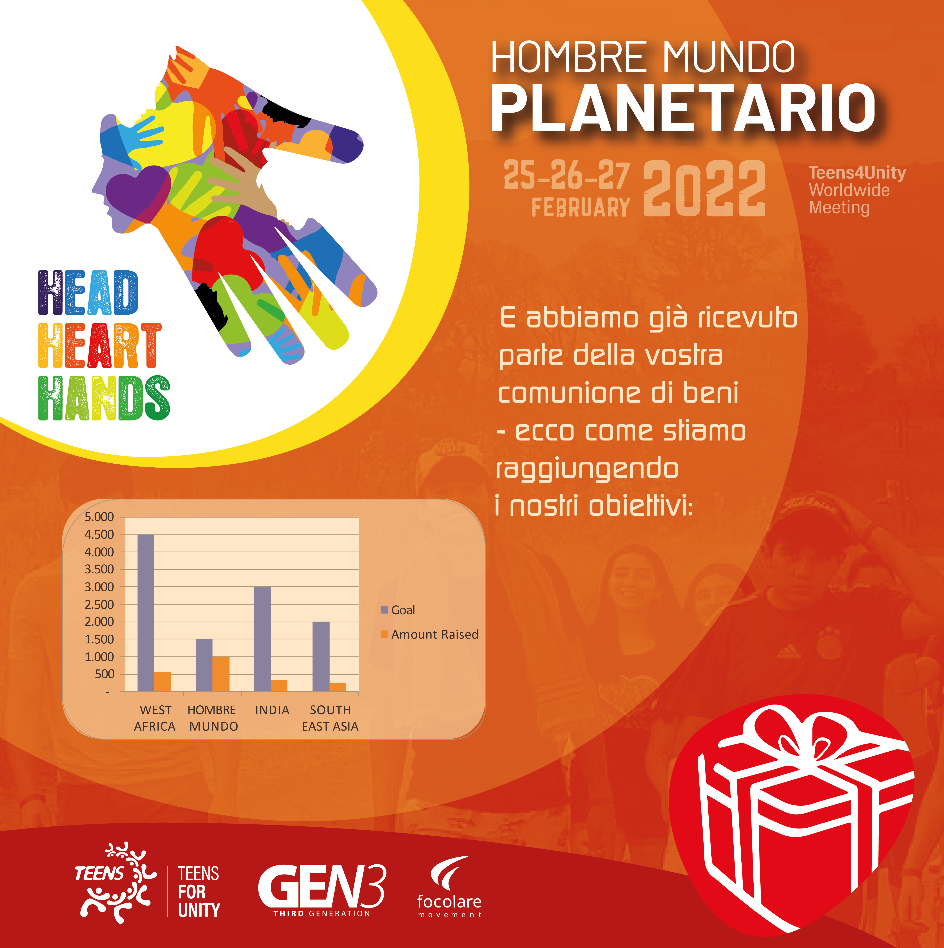 HOMBRE MUNDO
PLANETARIO
25-26-27
FEBRUARY
2022
Teens4Unity
Worldwide
Meeting
HEAD
HEART
HANDS
E abbiamo già ricevuto
parte della vostra
comunione di beni
- ecco come stiamo
raggiungendo
i nostri obiettivi:
5.000
4.500
4.000
3.500
3.000
2.500
2.000
1.500
1.000
500
-
WEST
AFRICA
HOMBRE
MUNDO
INDIA
SOUTH
EAST ASIA
Goal
Amount Raised
TEENS
TEENS
FOR
UNITY
GEN3
THIRD GENERATION
focolare
movement